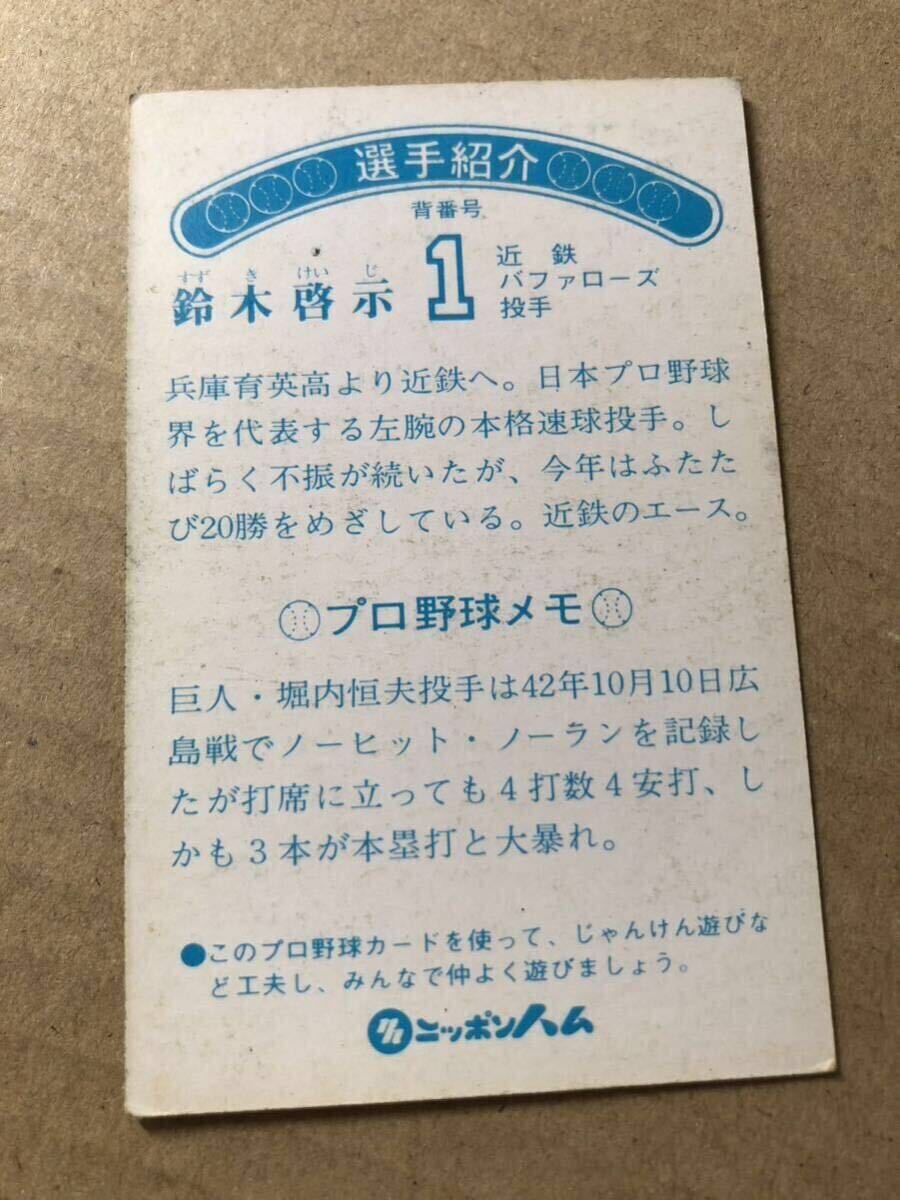 選手紹介
背番号
すずきけいじ
鈴木啓示
1
近鉄
バファローズ
投手
兵庫育英高より近鉄へ。日本プロ野球
界を代表する左腕の本格速球投手。し
ばらく不振が続いたが、今年はふたた
び20勝をめざしている。近鉄のエース。
プロ野球メモ
巨人・堀内恒夫投手は42年10月10日広
島戦でノーヒット・ノーランを記録し
たが打席に立っても4打数4安打、し
かも3本が本塁打と大暴れ。
●このプロ野球カードを使って、じゃんけん遊びな
ど工夫し、みんなで仲よく遊びましょう。
ニッポンハム